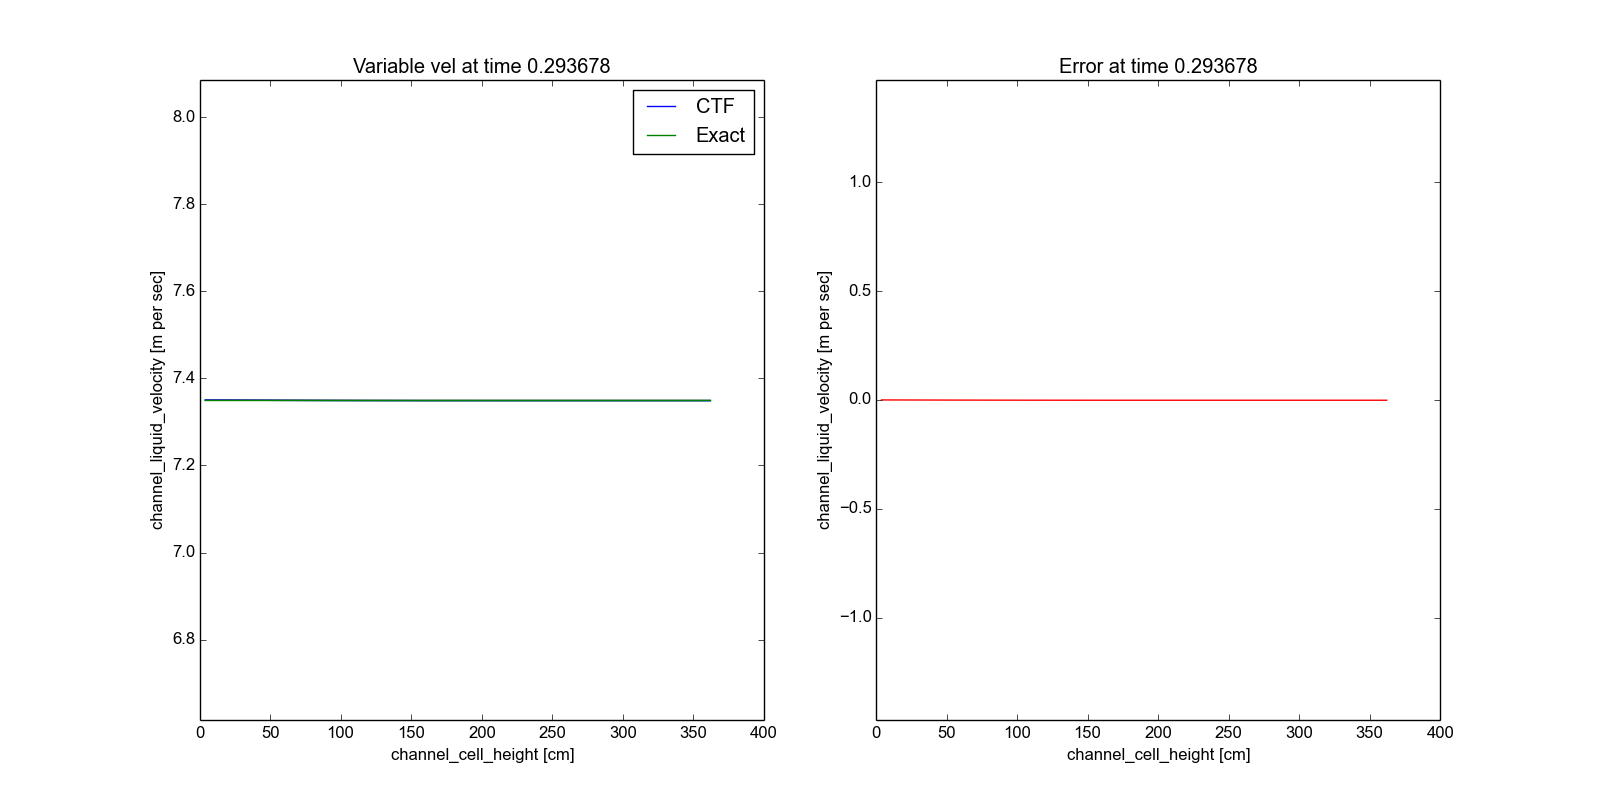 Variable vel at time 0.293678
CTF
Exact
8.0
7.8
7.6
7.4
7.2
7.0
6.8
channel_liquid_velocity [m per sec]
0 50 100 150 200 250 300 350 400
channel_cell_height [cm]
Error at time 0.293678
1.0
0.5
0.0
−0.5
−1.0
channel_liquid_velocity [m per sec]
0 50 100 150 200 250 300 350 400
channel_cell_height [cm]